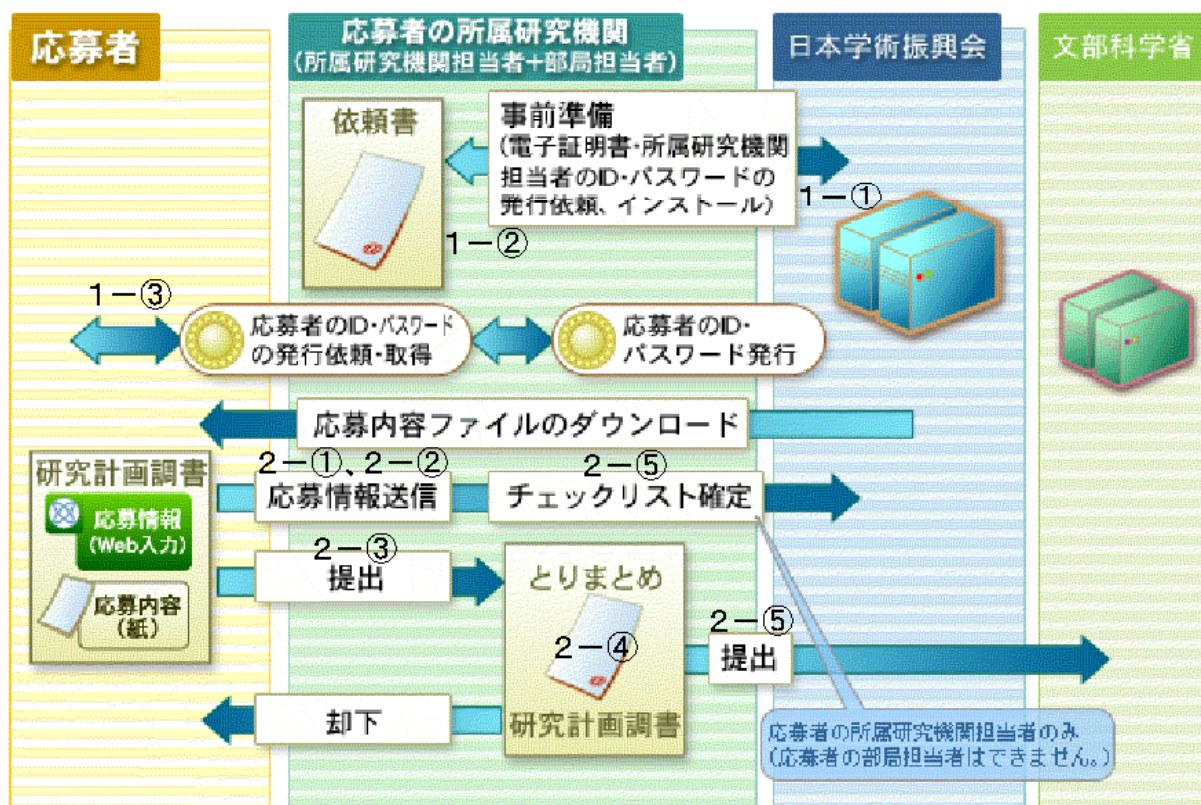 応募者
応募者の所属研究機関
(所属研究機関担当者+部局担当者)
日本学術振興会
文部科学省
依頼書
1－②
事前準備
(電子証明書・所属研究機関
担当者のID・パスワードの
発行依頼、インストール)
1－①
1－③
応募者のID・パスワード
の発行依頼・取得
応募者のID・
パスワード発行
応募内容ファイルのダウンロード
研究計画調書
応募情報
(Web入力)
応募内容
(紙)
2－①、2－②
応募情報送信
2－⑤
チェックリスト確定
2－③
提出
とりまとめ
2－④
研究計画調書
2－⑤
提出
却下
応募者の所属研究機関担当者のみ
(応募者の部局担当者はできません。)